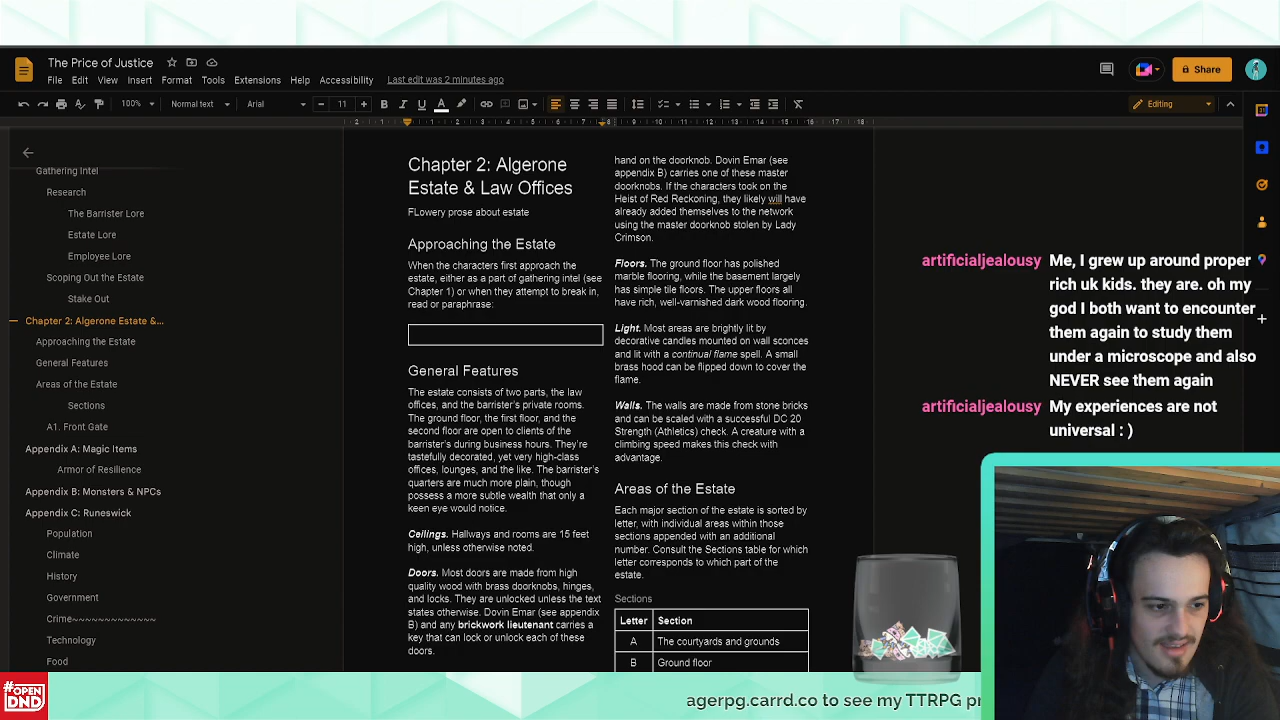 The Price of Justice
File Edit View Insert Format Tools Extensions Help Accessibility Last edit was 2 minutes ago
Share
100% Normal text Arial 11 Editing
2 1 1 2 3 4 5 6 7 8 9 10 11 12 13 14 15 16 17 18
Gathering Intel
Research
The Barrister Lore
Estate Lore
Employee Lore
Scoping Out the Estate
Stake Out
Chapter 2: Algerone Estate &...
Approaching the Estate
General Features
Areas of the Estate
Sections
A1. Front Gate
Appendix A: Magic Items
Armor of Resilience
Appendix B: Monsters & NPCs
Appendix C: Runeswick
Population
Climate
History
Government
Crime~~~~~~~~~~~~~
Technology
Food
Chapter 2: Algerone
Estate & Law Offices
FLowery prose about estate
Approaching the Estate
When the characters first approach the
estate, either as a part of gathering intel (see
Chapter 1) or when they attempt to break in,
read or paraphrase:
General Features
The estate consists of two parts, the law
offices, and the barrister's private rooms.
The ground floor, the first floor, and the
second floor are open to clients of the
barrister's during business hours. They're
tastefully decorated, yet very high-class
offices, lounges, and the like. The barrister's
quarters are much more plain, though
possess a more subtle wealth that only a
keen eye would notice.
Ceilings. Hallways and rooms are 15 feet
high, unless otherwise noted.
Doors. Most doors are made from high
quality wood with brass doorknobs, hinges,
and locks. They are unlocked unless the text
states otherwise. Dovin Emar (see appendix
B) and any brickwork lieutenant carries a
key that can lock or unlock each of these
doors.
hand on the doorknob. Dovin Emar (see
appendix B) carries one of these master
doorknobs. If the characters took on the
Heist of Red Reckoning, they likely will have
already added themselves to the network
using the master doorknob stolen by Lady
Crimson.
Floors. The ground floor has polished
marble flooring, while the basement largely
has simple tile floors. The upper floors all
have rich, well-varnished dark wood flooring.
Light. Most areas are brightly lit by
decorative candles mounted on wall sconces
and lit with a continual flame spell. A small
brass hood can be flipped down to cover the
flame.
Walls. The walls are made from stone bricks
and can be scaled with a successful DC 20
Strength (Athletics) check. A creature with a
climbing speed makes this check with
advantage.
Areas of the Estate
Each major section of the estate is sorted by
letter, with individual areas within those
sections appended with an additional
number. Consult the Sections table for which
letter corresponds to which part of the
estate.
Sections
Letter Section
A The courtyards and grounds
B Ground floor
artificialjealousy Me, I grew up around proper
rich uk kids. they are. oh my
god I both want to encounter
them again to study them
under a microscope and also
NEVER see them again
artificialjealousy My experiences are not
universal : )
#OPEN
DND
agerpg.carrd.co to see my TTRPG pr